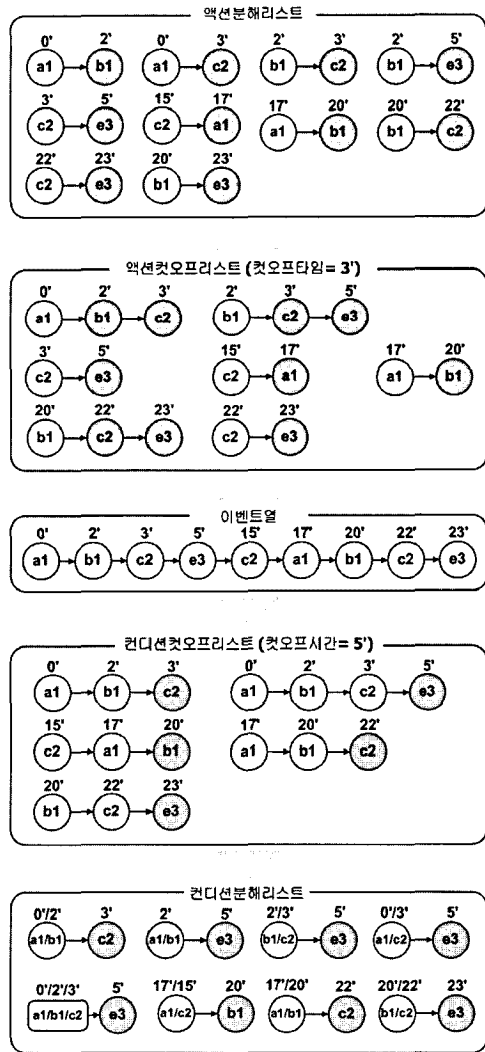 액션분해리스트
0' 2' 0' 3' 2' 3' 2' 5'
a1 b1 a1 c2 b1 c2 b1 e3
3' 5' 15' 17' 17' 20' 20' 22'
c2 e3 c2 a1 a1 b1 b1 c2
22' 23' 20' 23'
c2 e3 b1 e3
액션컷오프리스트 (컷오프타임= 3')
0' 2' 3' 2' 3' 5'
a1 b1 c2 b1 c2 e3
3' 5' 15' 17' 17' 20'
c2 e3 c2 a1 a1 b1
20' 22' 23' 22' 23'
b1 c2 e3 c2 e3
이벤트열
0' 2' 3' 5' 15' 17' 20' 22' 23'
a1 b1 c2 e3 c2 a1 b1 c2 e3
컨디션컷오프리스트 (컷오프시간= 5')
0' 2' 3' 0' 2' 3' 5'
a1 b1 c2 a1 b1 c2 e3
15' 17' 20' 17' 20' 22'
c2 a1 b1 a1 b1 c2
20' 22' 23'
b1 c2 e3
컨디션분해리스트
0'/2' 3' 2' 5' 2'/3' 5' 0'/3' 5'
a1/b1 c2 a1/b1 e3 b1/c2 e3 a1/c2 e3
0'/2'/3' 5' 17'/15' 20' 17'/20' 22' 20'/22' 23'
a1/b1/c2 e3 a1/c2 b1 a1/b1 c2 b1/c2 e3